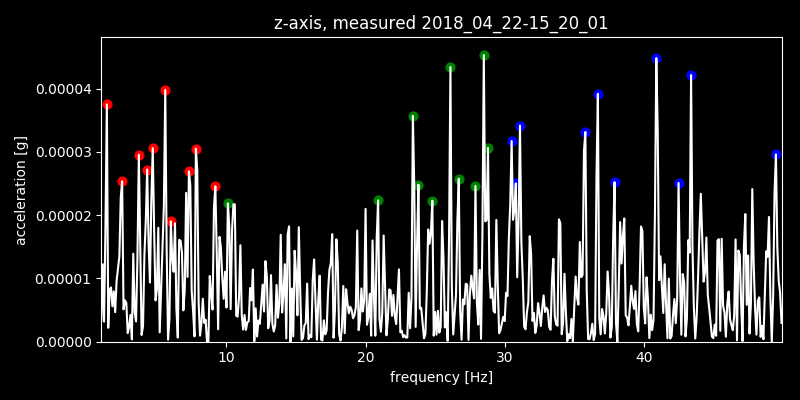 z-axis, measured 2018_04_22-15_20_01
0.00004
0.00003
0.00002
0.00001
0.00000
acceleration [g]
10 20 30 40
frequency [Hz]